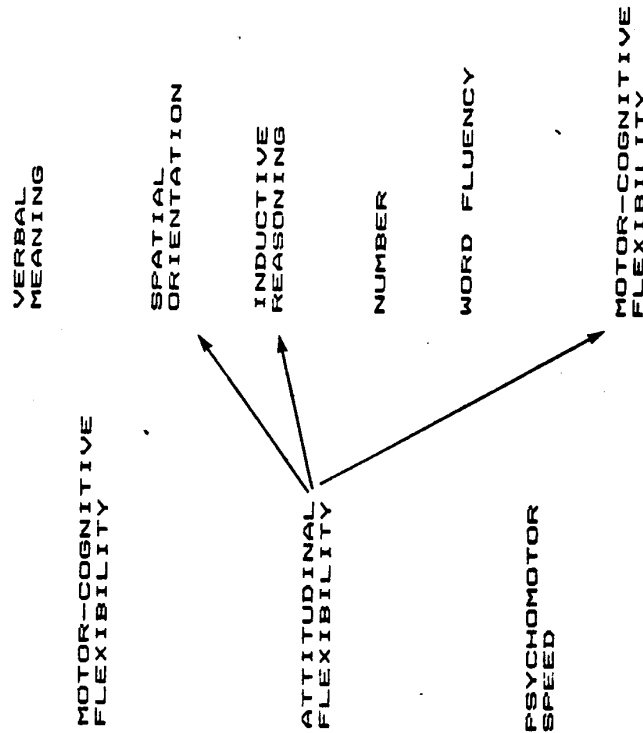 MOTOR-COGNITIVE
FLEXIBILITY
ATTITUDINAL
FLEXIBILITY
PSYCHOMOTOR
SPEED
VERBAL
MEANING
SPATIAL
ORIENTATION
INDUCTIVE
REASONING
NUMBER
WORD FLUENCY
MOTOR-COGNITIVE
FLEXIBILITY